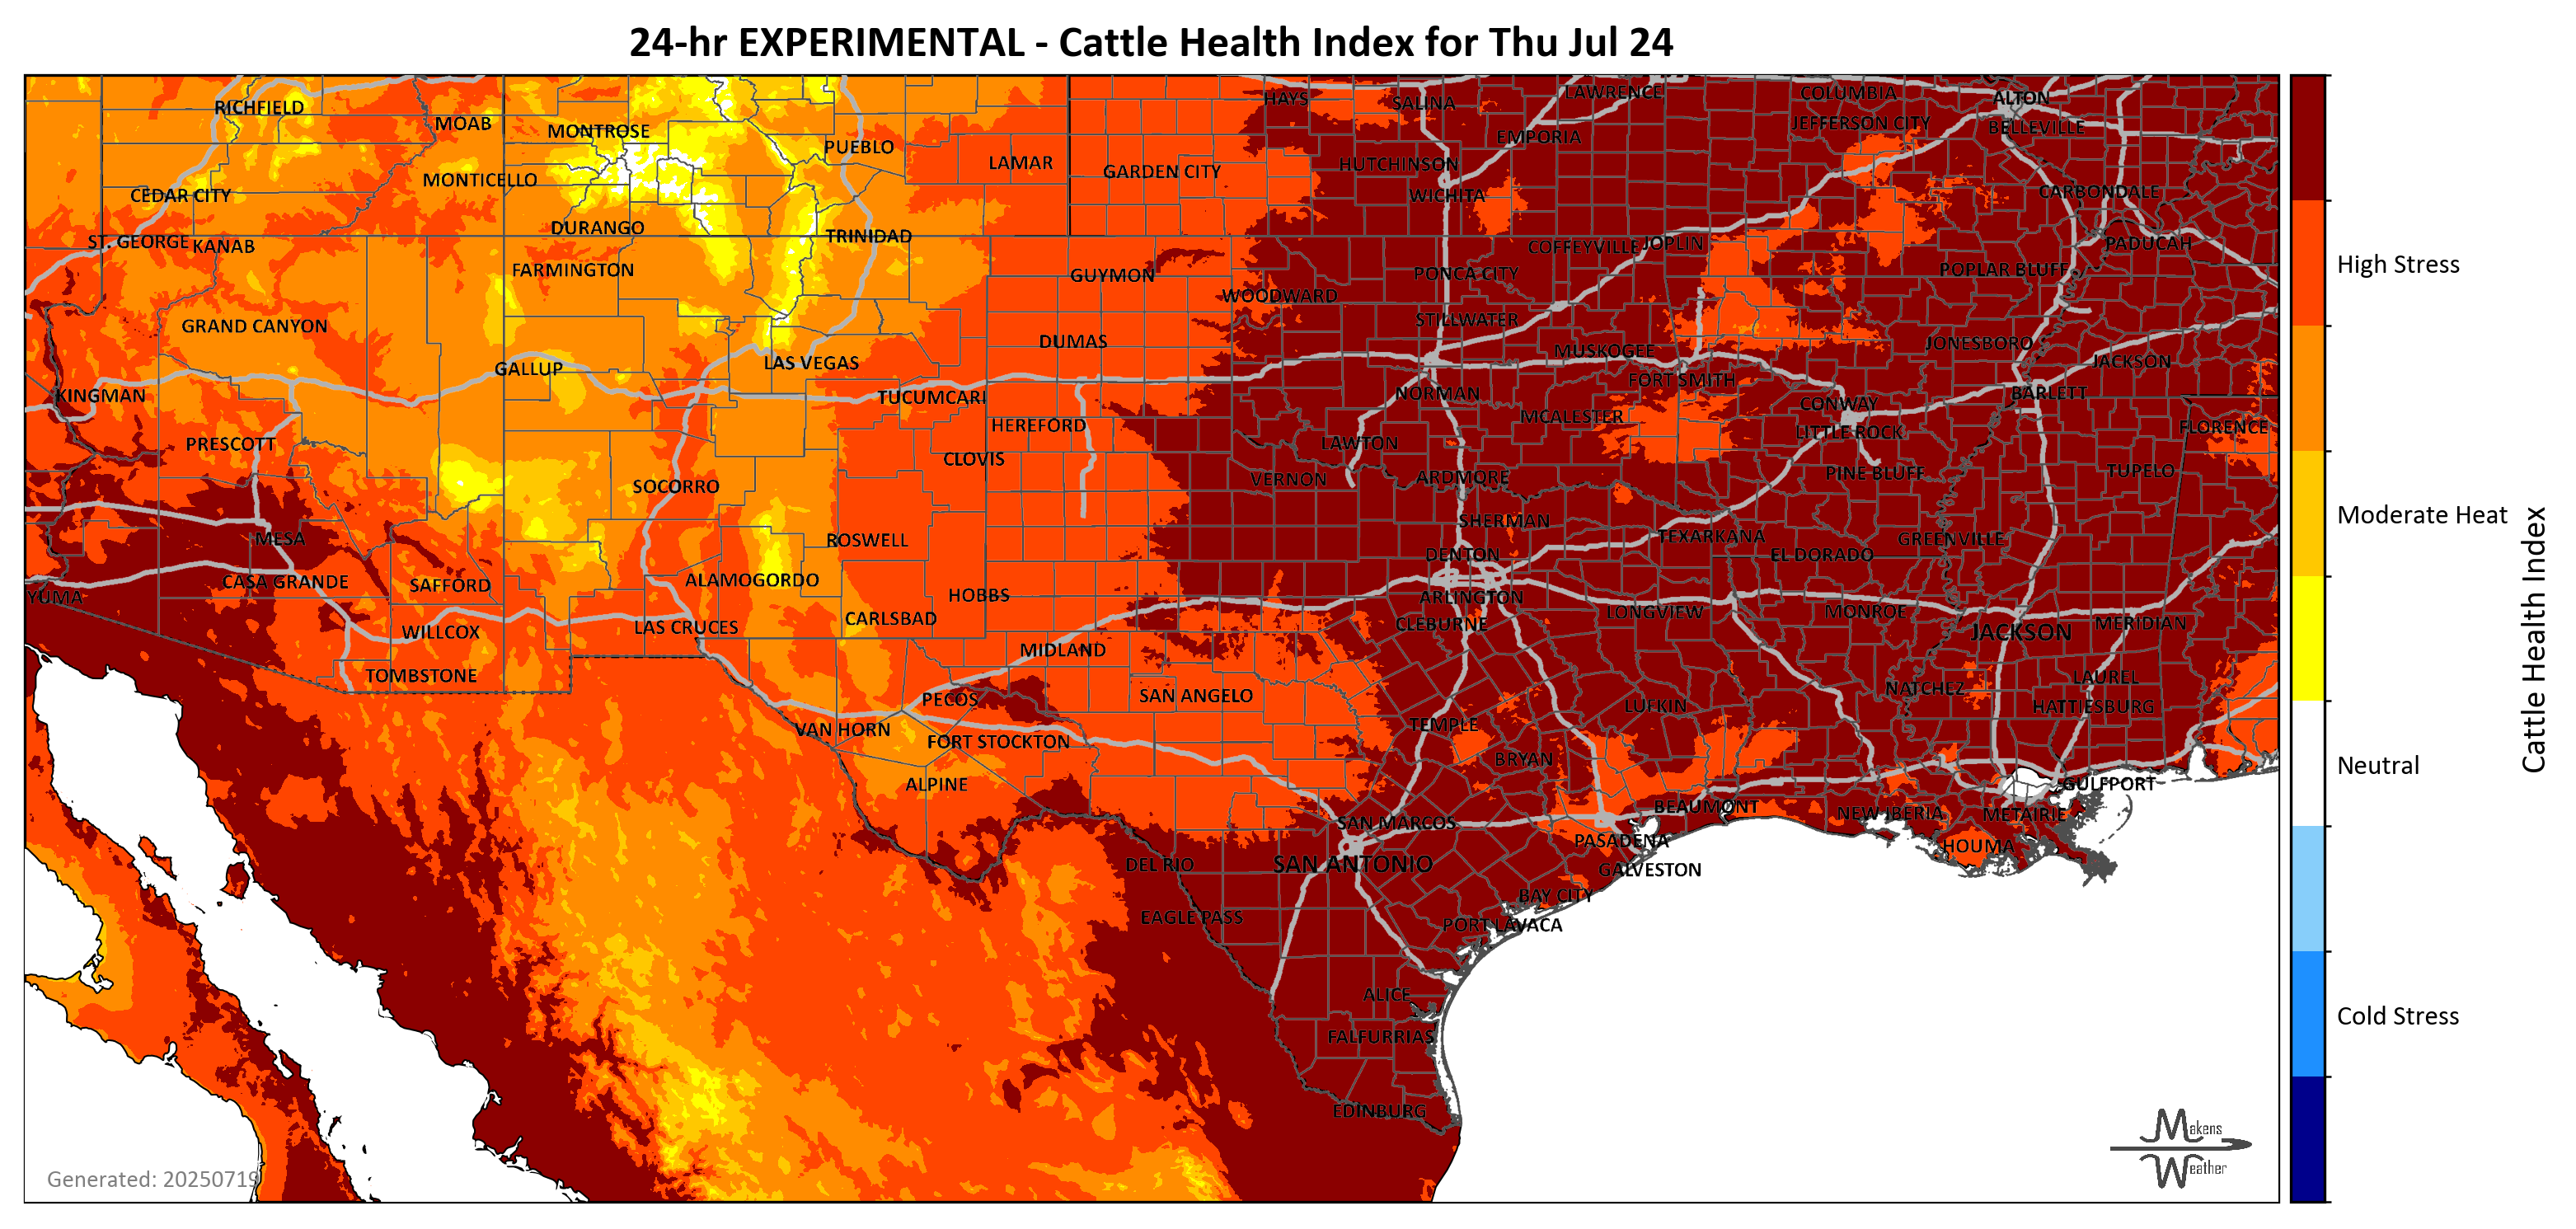 24-hr EXPERIMENTAL - Cattle Health Index for Thu Jul 24
RICHFIELD
MOAB
MONTROSE
PUEBLO
LAMAR
GARDEN CITY
HAYS
SALINA
LAWRENCE
EMPORIA
COLUMBIA
JEFFERSON CITY
ALTON
BELLEVILLE
HUTCHINSON
WICHITA
CEDAR CITY
MONTICELLO
CARBONDALE
ST. GEORGE
KANAB
DURANGO
TRINIDAD
COFFEYVILLE
JOPLIN
PADUCAH
FARMINGTON
GUYMON
PONCA CITY
POPLAR BLUFF
High Stress
WOODWARD
GRAND CANYON
STILLWATER
DUMAS
MUSKOGEE
JONESBORO
JACKSON
GALLUP
LAS VEGAS
FORT SMITH
KINGMAN
TUCUMCARI
NORMAN
CONWAY
BARLETT
HEREFORD
MCALESTER
LITTLE ROCK
FLORENCE
PRESCOTT
CLOVIS
LAWTON
SOCORRO
VERNON
ARDMORE
PINE BLUFF
TUPELO
Moderate Heat
SHERMAN
MESA
ROSWELL
DENTON
TEXARKANA
EL DORADO
GREENVILLE
CASA GRANDE
SAFFORD
ALAMOGORDO
YUMA
HOBBS
ARLINGTON
LONGVIEW
MONROE
CARLSBAD
CLEBURNE
WILLCOX
LAS CRUCES
JACKSON
MERIDIAN
Cattle Health Index
TOMBSTONE
MIDLAND
LAUREL
PECOS
SAN ANGELO
NATCHEZ
LUFKIN
HATTIESBURG
VAN HORN
FORT STOCKTON
TEMPLE
BRYAN
Neutral
ALPINE
GULFPORT
BEAUMONT
NEW IBERIA
METAIRIE
SAN MARCOS
PASADENA
HOUMA
DEL RIO
SAN ANTONIO
GALVESTON
BAY CITY
EAGLE PASS
PORT LAVACA
ALICE
Cold Stress
FALFURRIAS
EDINBURG
Makens
Weather
Generated: 20250719